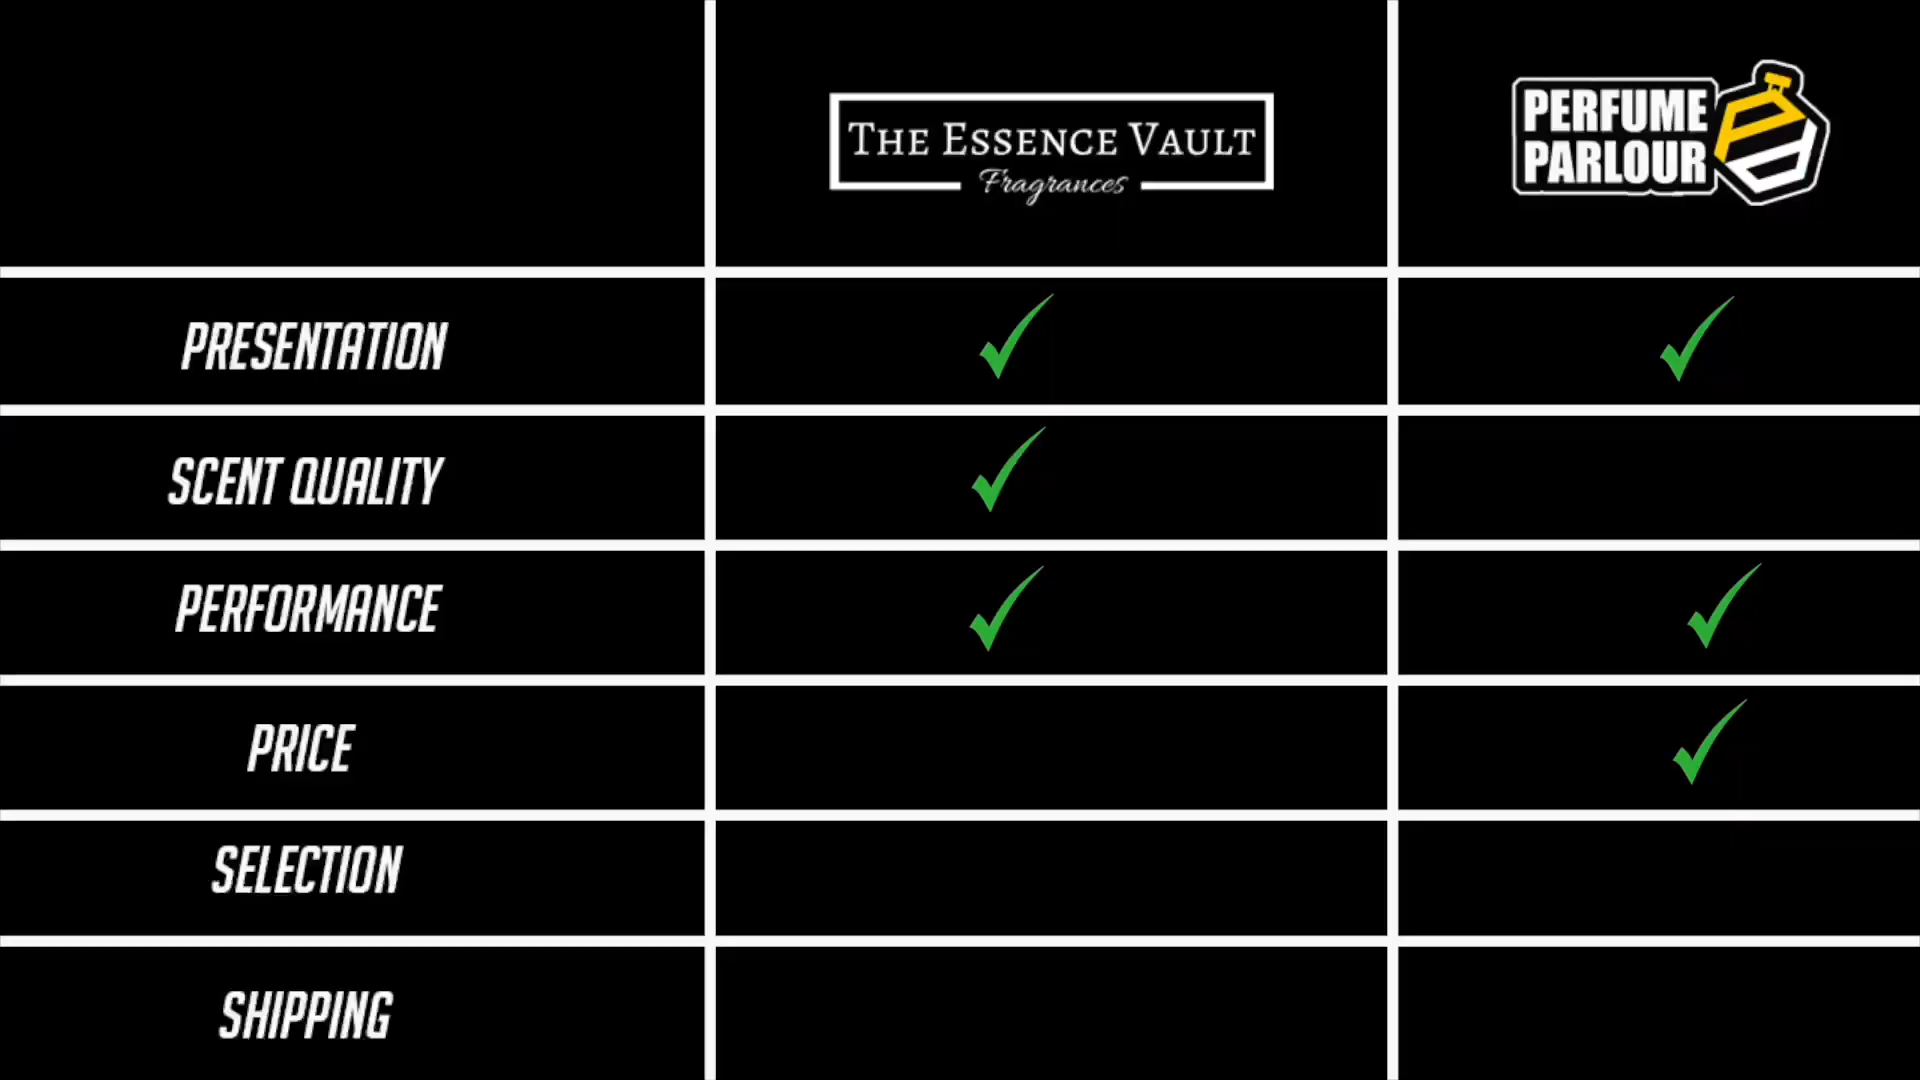 THE ESSENCE VAULT
Fragrances
PERFUME
PARLOUR
PRESENTATION
SCENT QUALITY
PERFORMANCE
PRICE
SELECTION
SHIPPING